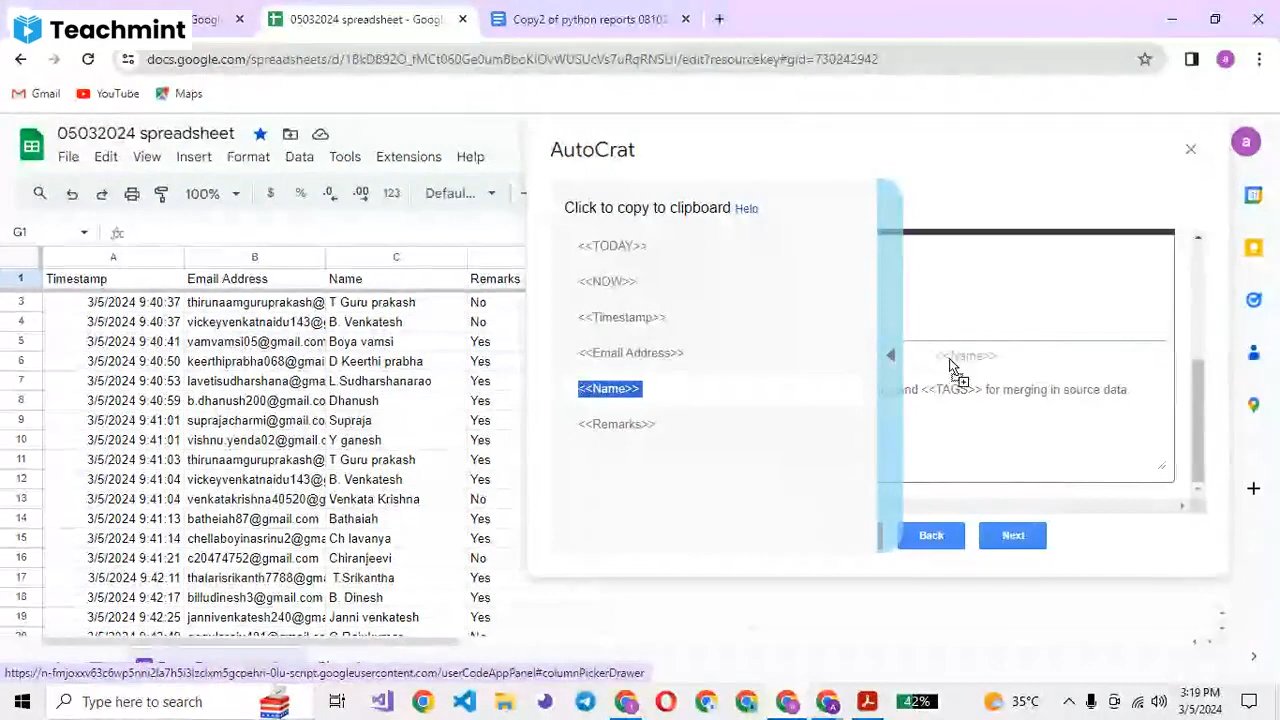 Teachmint
Google
05032024 spreadsheet - Googl
Copy2 of python reports 08102
Gmail
YouTube
Maps
05032024 spreadsheet
File Edit View Insert Format Data Tools Extensions Help
100% $ % .0 .00 123 Defaul...
G1
fx
A B C
1 Timestamp Email Address Name Remarks
3 3/5/2024 9:40:37 thirunaamguruprakash@ T Guru prakash No
4 3/5/2024 9:40:37 vickeyvenkatnaidu143@g B. Venkatesh No
5 3/5/2024 9:40:41 vamvamsi05@gmail.com Boya vamsi Yes
6 3/5/2024 9:40:50 keerthiprabha068@gmail D Keerthi prabha Yes
7 3/5/2024 9:40:53 lavetisudharshana@gmai L.Sudharshanarao Yes
8 3/5/2024 9:40:59 b.dhanush200@gmail.co Dhanush Yes
9 3/5/2024 9:41:01 suprajacharmi@gmail.co Supraja Yes
10 3/5/2024 9:41:01 vishnu.yenda02@gmail.c Y ganesh Yes
11 3/5/2024 9:41:03 thirunaamguruprakash@ T Guru prakash Yes
12 3/5/2024 9:41:04 vickeyvenkatnaidu143@ B. Venkatesh Yes
13 3/5/2024 9:41:04 venkatakrishna40520@g Venkata Krishna No
14 3/5/2024 9:41:13 batheiah87@gmail.com Bathaiah Yes
15 3/5/2024 9:41:14 chellaboyinasrinu2@gma Ch lavanya Yes
16 3/5/2024 9:41:21 c20474752@gmail.com Chiranjeevi No
17 3/5/2024 9:42:11 thalarisrikanth7788@gm T.Srikantha Yes
18 3/5/2024 9:42:17 billudinesh3@gmail.com B. Dinesh Yes
19 3/5/2024 9:42:25 jannivenkatesh240@gma Janni venkatesh Yes
AutoCrat
Click to copy to clipboard Help
<<TODAY>>
<<NOW>>
<<Timestamp>>
<<Email Address>>
<<Name>>
<<Remarks>>
<<Name>>
and <<TAGS>> for merging in source data.
Back
Next
Type here to search
42%
35°C
3:19 PM
3/5/2024